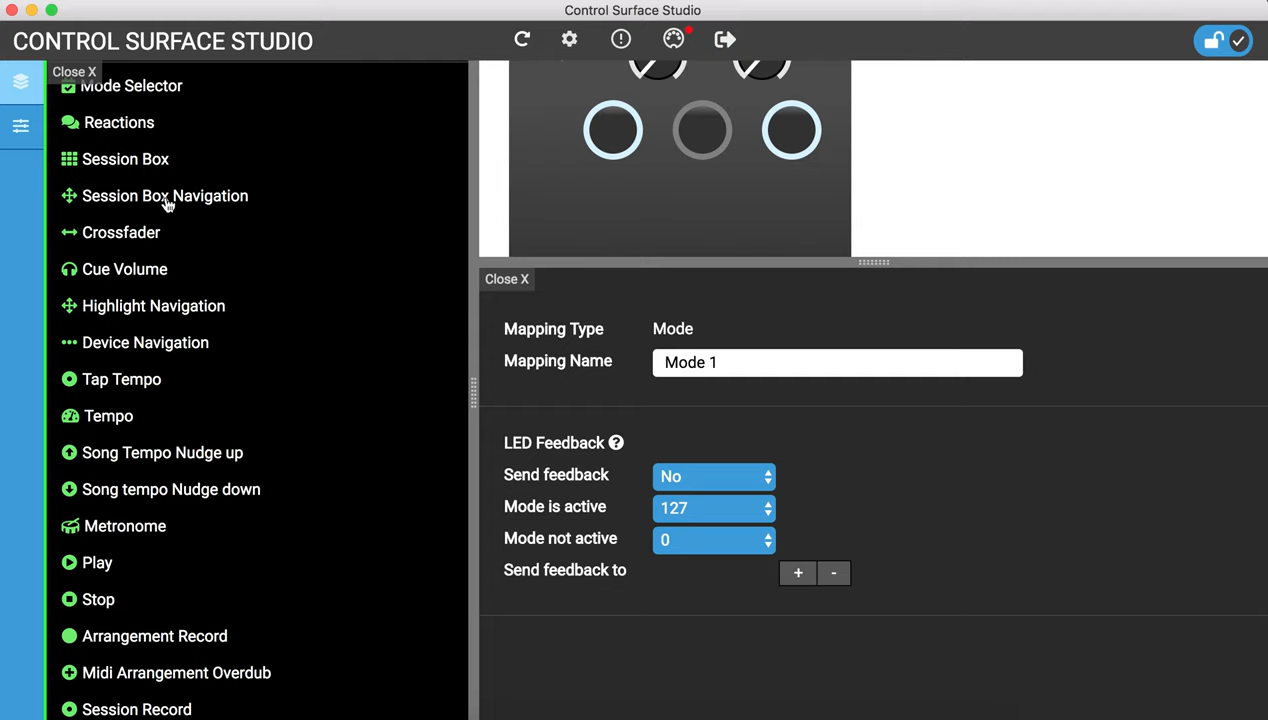 Control Surface Studio
CONTROL SURFACE STUDIO
Close X
Mode Selector
Reactions
Session Box
Session Box Navigation
Crossfader
Cue Volume
Highlight Navigation
Device Navigation
Tap Tempo
Tempo
Song Tempo Nudge up
Song tempo Nudge down
Metronome
Play
Stop
Arrangement Record
Midi Arrangement Overdub
Session Record
Close X
Mapping Type Mode
Mapping Name Mode 1
LED Feedback ?
Send feedback No
Mode is active 127
Mode not active 0
Send feedback to + -